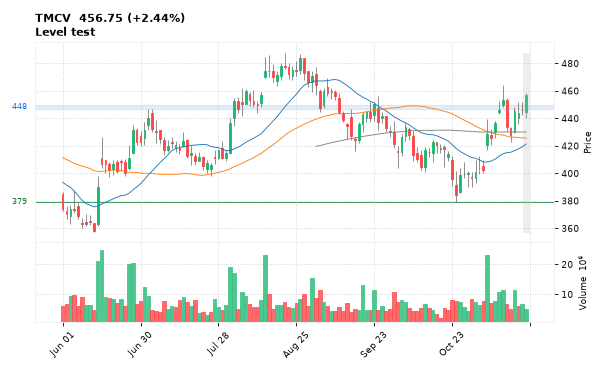 TMCV 456.75 (+2.44%)
Level test
480
460
448
440
420
400
379
380
360
Price
20
10
Volume 10⁶
Jun 01
Jun 30
Jul 28
Aug 25
Sep 23
Oct 23